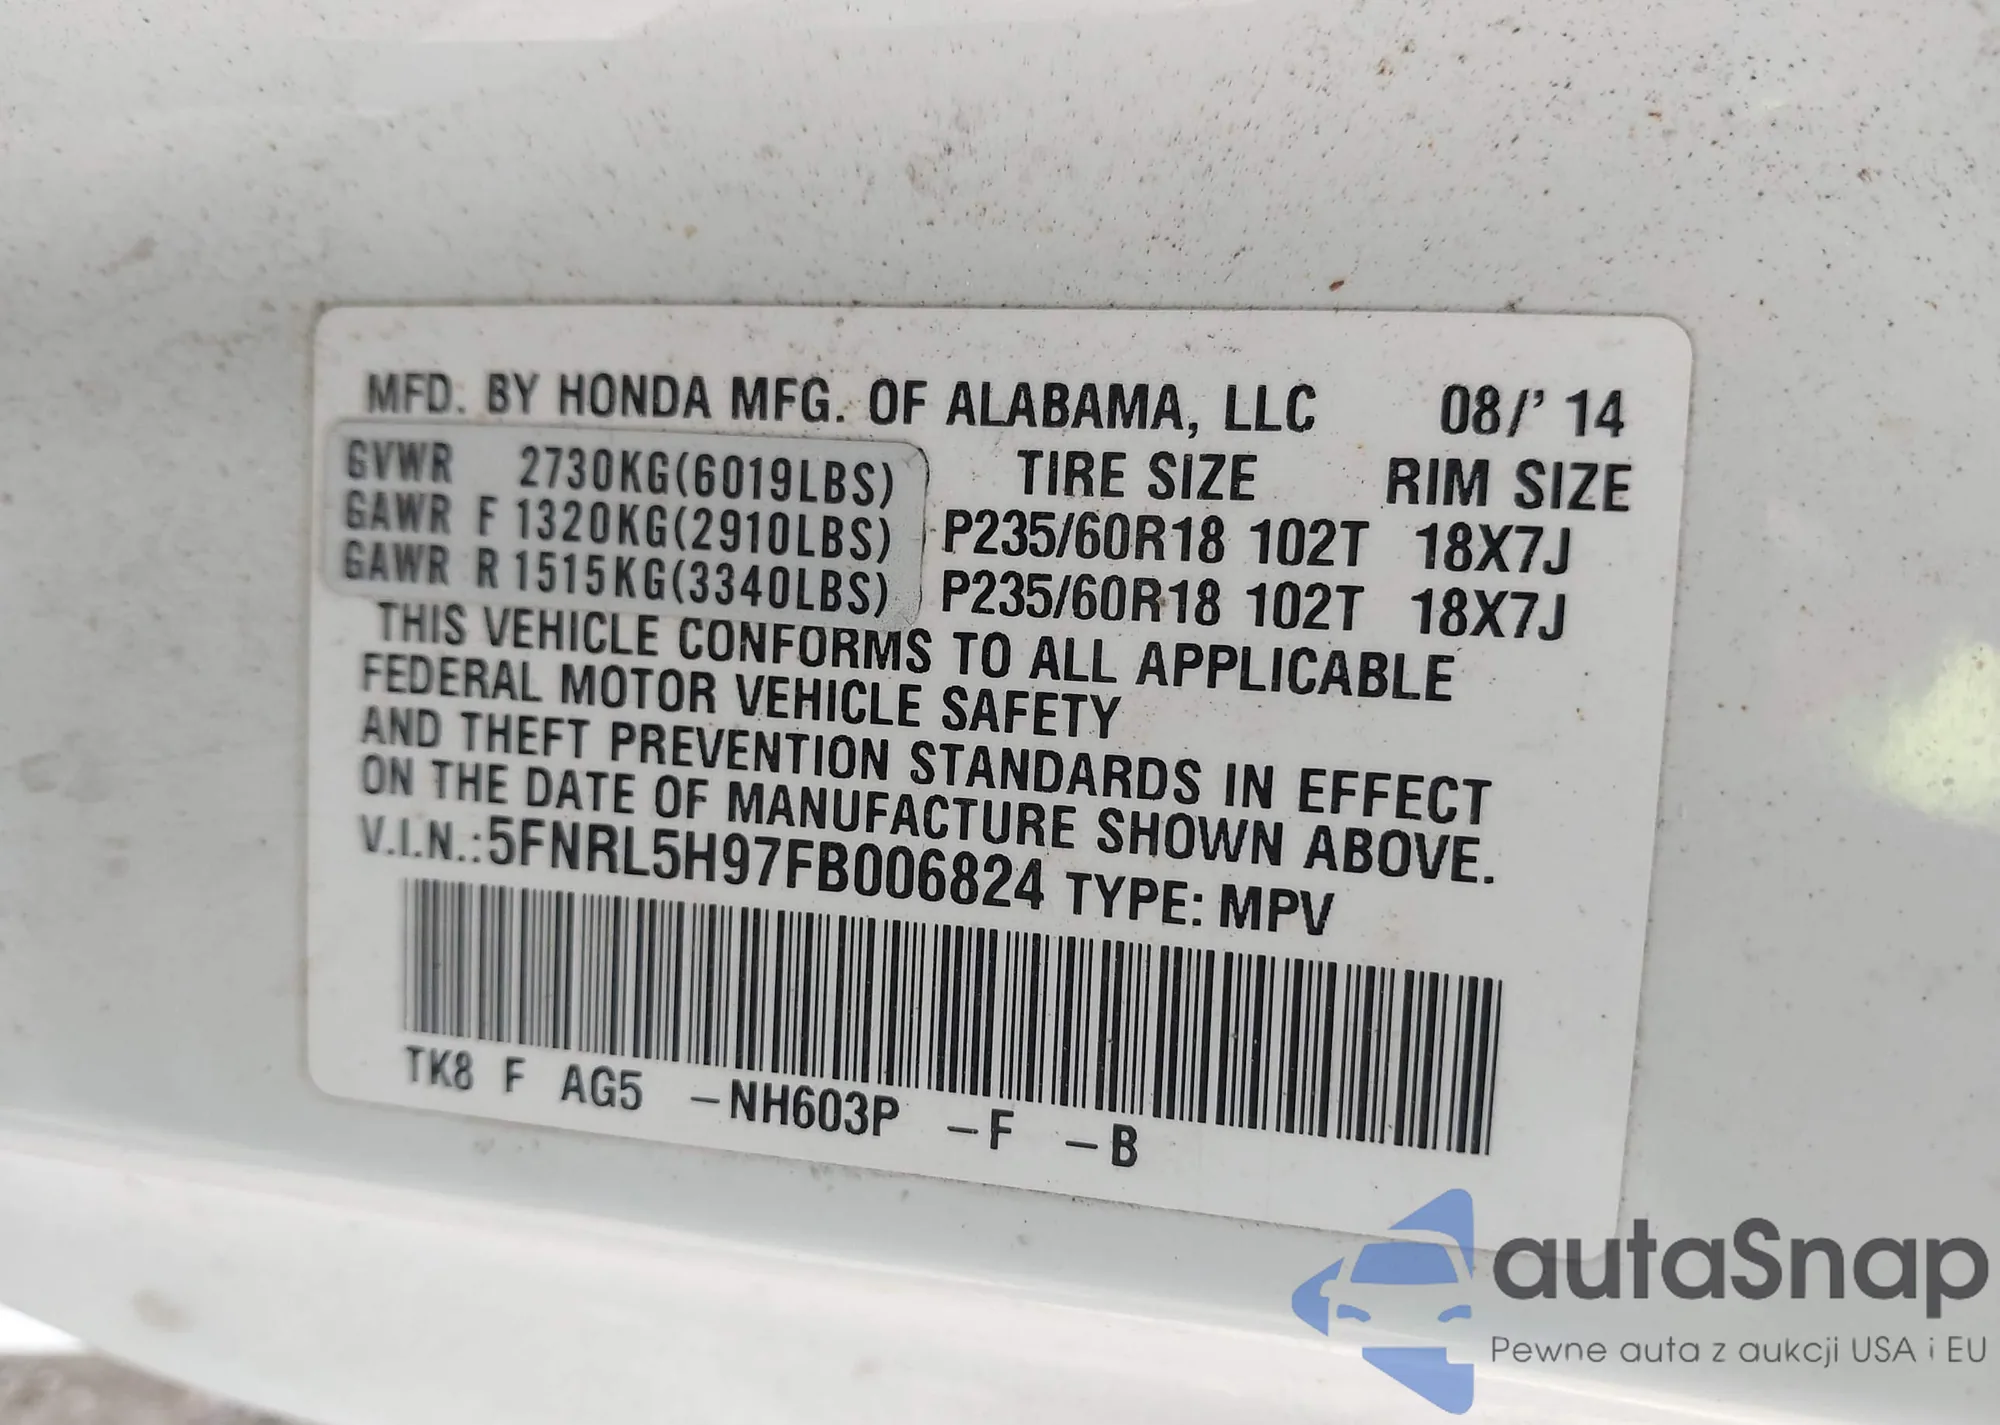 MFD. BY HONDA MFG. OF ALABAMA, LLC 08/' 14
GVWR 2730KG(6019LBS) TIRE SIZE RIM SIZE
GAWR F 1320KG(2910LBS) P235/60R18 102T 18X7J
GAWR R 1515KG(3340LBS) P235/60R18 102T 18X7J
THIS VEHICLE CONFORMS TO ALL APPLICABLE
FEDERAL MOTOR VEHICLE SAFETY
AND THEFT PREVENTION STANDARDS IN EFFECT
ON THE DATE OF MANUFACTURE SHOWN ABOVE.
V.I.N.:5FNRL5H97FB006824 TYPE: MPV
TK8 F AG5 –NH603P –F –B
autaSnap
Pewne auta z aukcji USA i EU